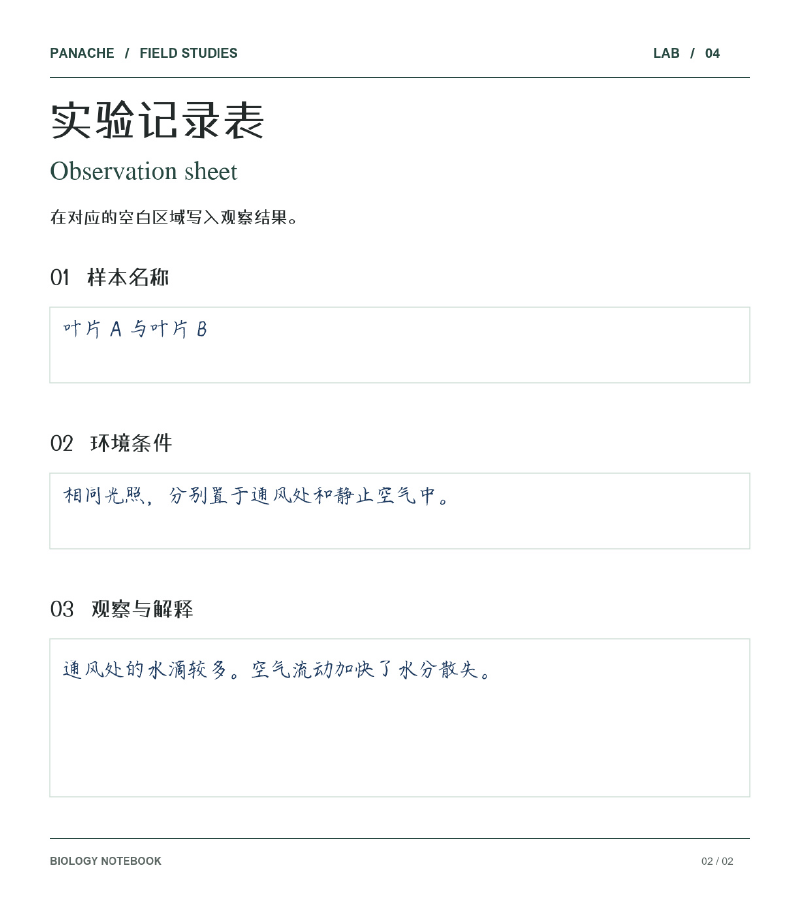 PANACHE / FIELD STUDIES
LAB / 04
实验记录表
Observation sheet
在对应的空白区域写入观察结果。
01 样本名称
叶片 A 与叶片 B
02 环境条件
相同光照，分别置于通风处和静止空气中。
03 观察与解释
通风处的水滴较多。空气流动加快了水分散失。
BIOLOGY NOTEBOOK
02 / 02